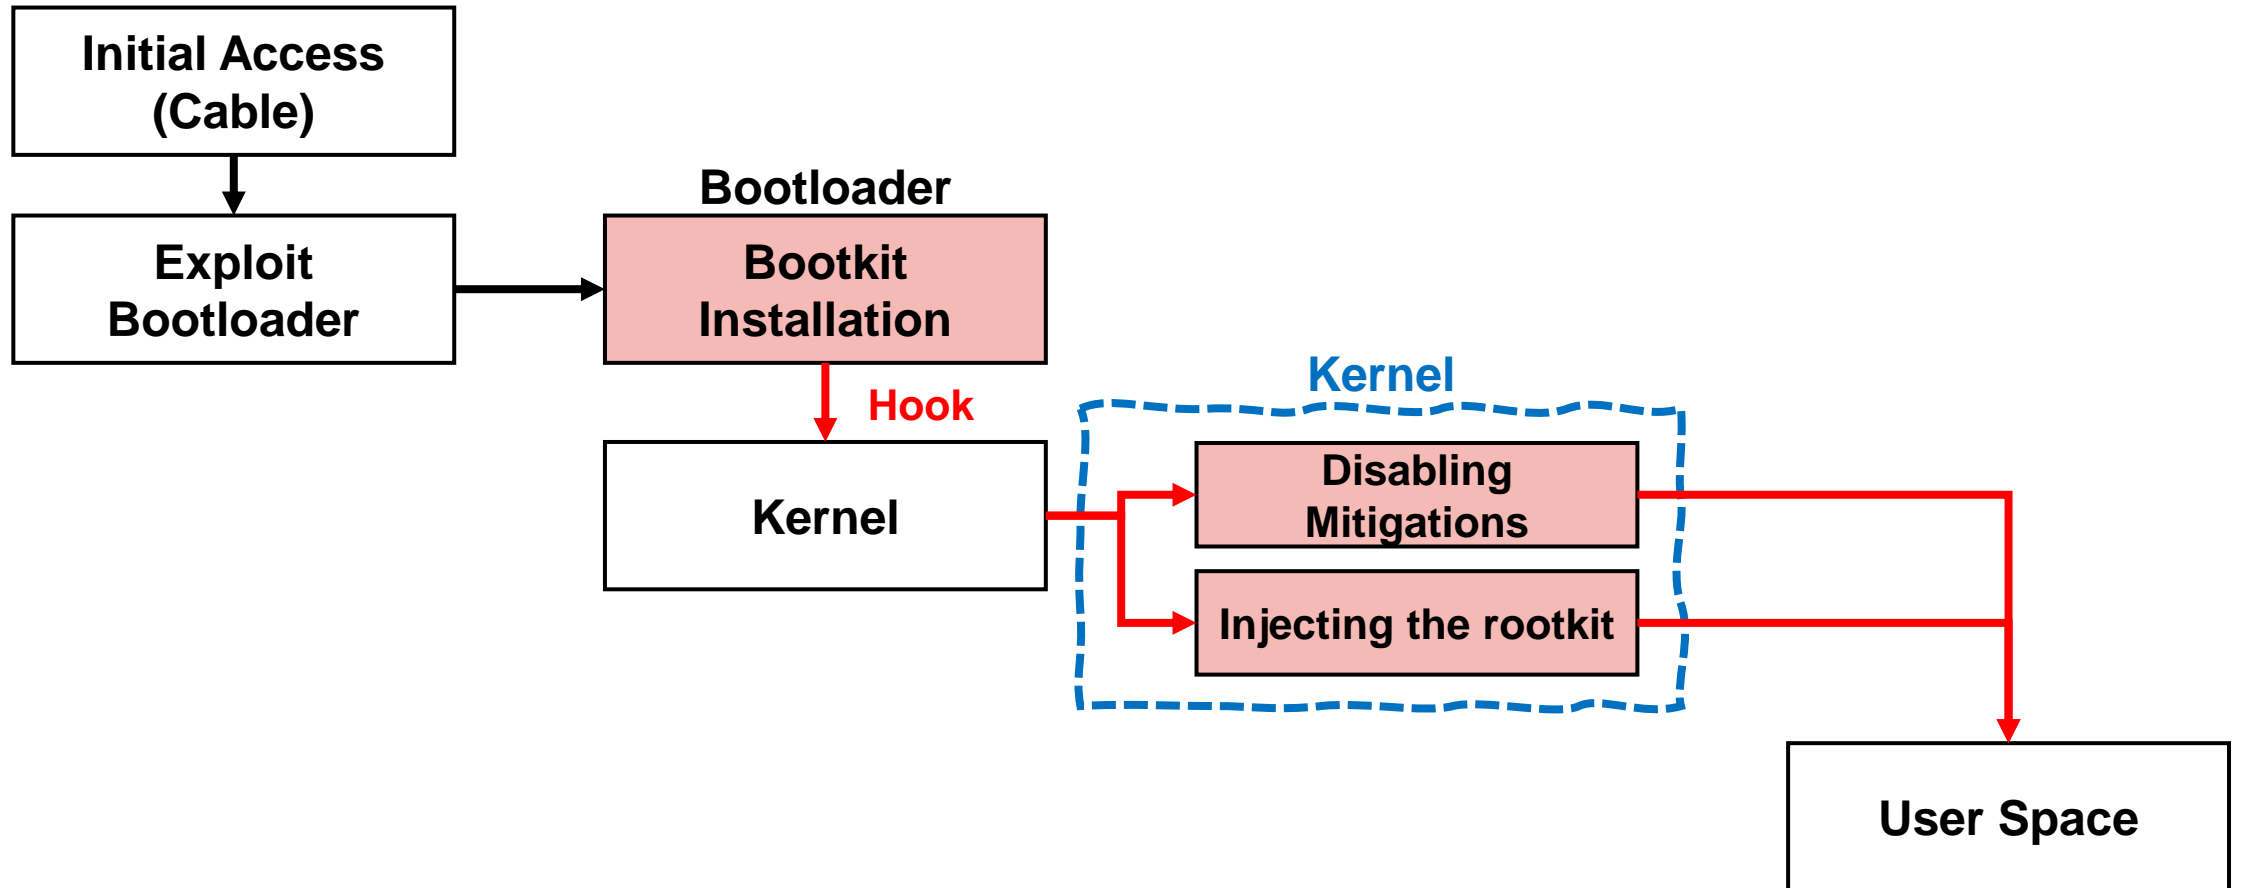 Initial Access
(Cable)
Exploit
Bootloader
Bootloader
Bootkit
Installation
Hook
Kernel
Kernel
Disabling
Mitigations
Injecting the rootkit
User Space